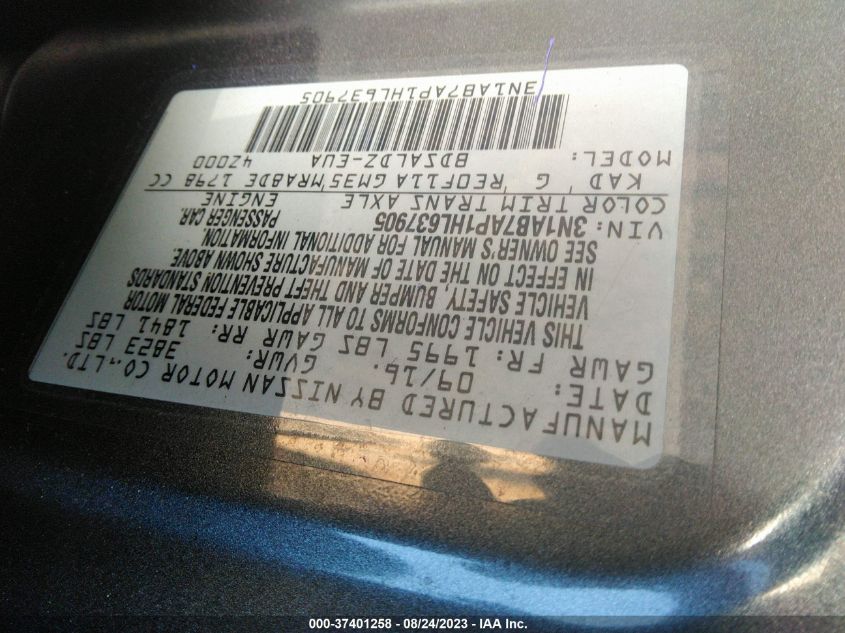 MANUFACTURED BY NISSAN MOTOR CO., LTD.
DATE: 09/16. GVWR: 3823 LBS
GAWR FR: 1995 LBS GAWR RR: 1841 LBS
THIS VEHICLE CONFORMS TO ALL APPLICABLE FEDERAL MOTOR
VEHICLE SAFETY, BUMPER AND THEFT PREVENTION STANDARDS
IN EFFECT ON THE DATE OF MANUFACTURE SHOWN ABOVE.
SEE OWNER'S MANUAL FOR ADDITIONAL INFORMATION.
VIN: 3N1AB7AP1HL637905 PASSENGER CAR.
COLOR TRIM TRANS AXLE ENGINE
KAD G RE0F11A GM35 MRA8DE 1798 CC
MODEL: BDSALDZ-EUA 4Z000
3N1AB7AP1HL637905
000-37401258 - 08/24/2023 - IAA Inc.